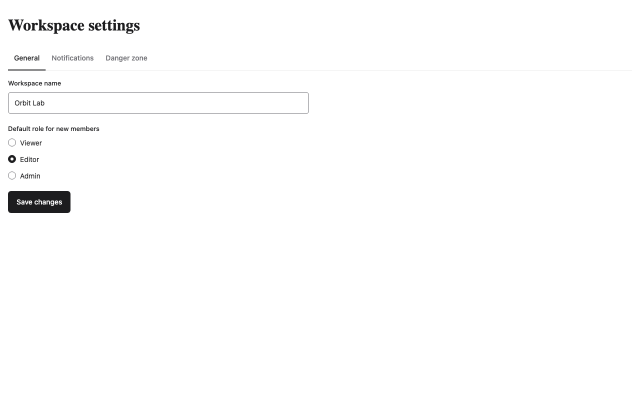 Workspace settings
General Notifications Danger zone
Workspace name
Orbit Lab
Default role for new members
Viewer
Editor
Admin
Save changes